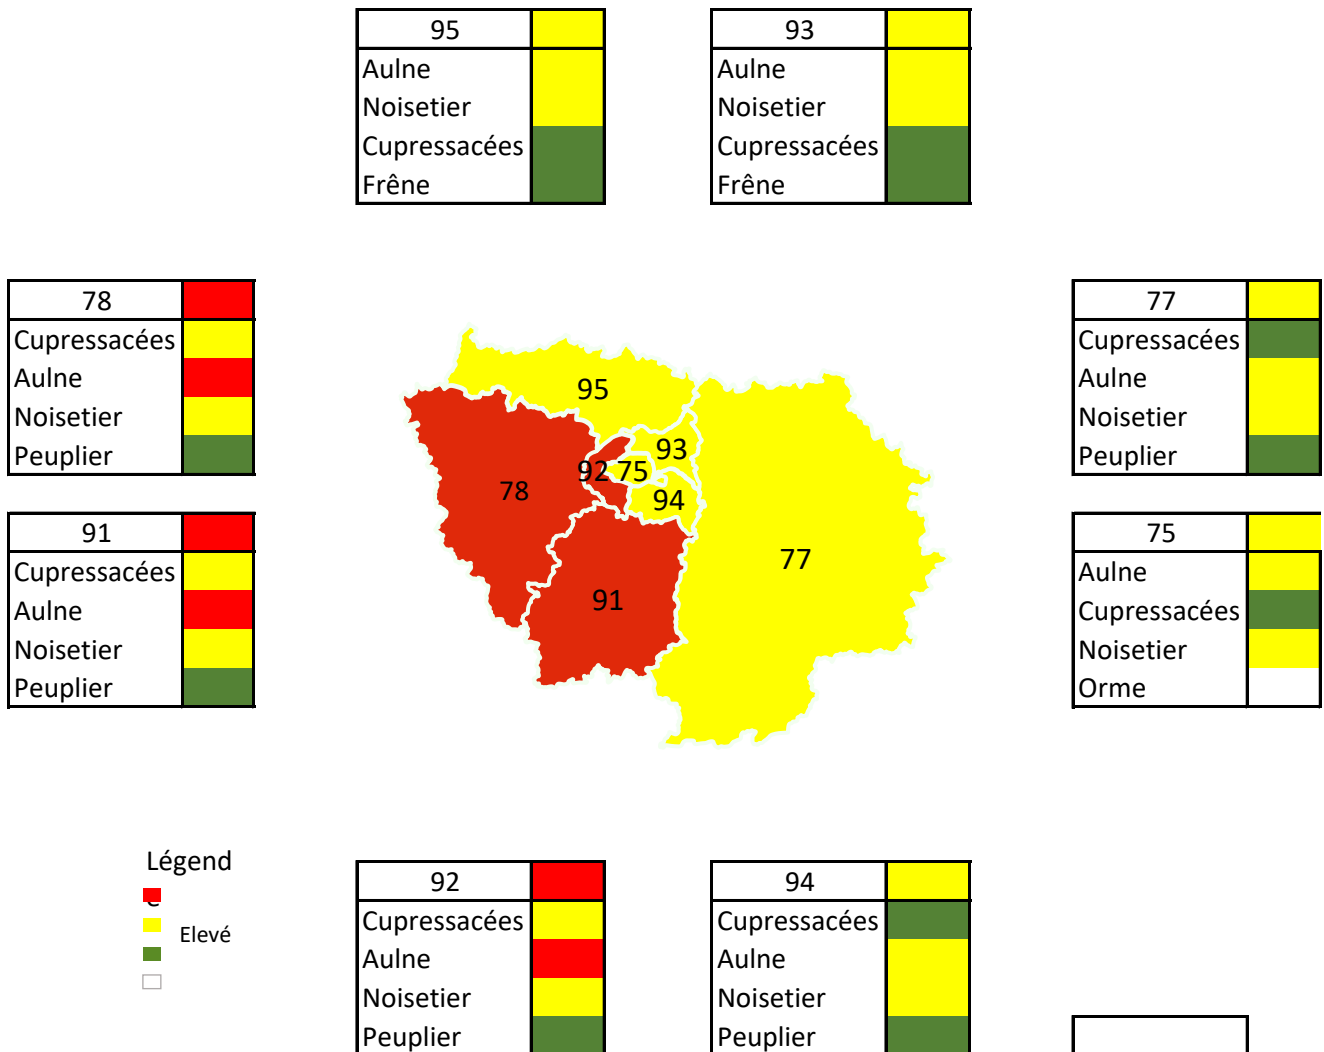 95
Aulne
Noisetier
Cupressacées
Frêne
93
Aulne
Noisetier
Cupressacées
Frêne
78
Cupressacées
Aulne
Noisetier
Peuplier
77
Cupressacées
Aulne
Noisetier
Peuplier
91
Cupressacées
Aulne
Noisetier
Peuplier
75
Aulne
Cupressacées
Noisetier
Orme
95
93
92 75
78
94
77
91
Légend
e
Elevé
92
Cupressacées
Aulne
Noisetier
Peuplier
94
Cupressacées
Aulne
Noisetier
Peuplier